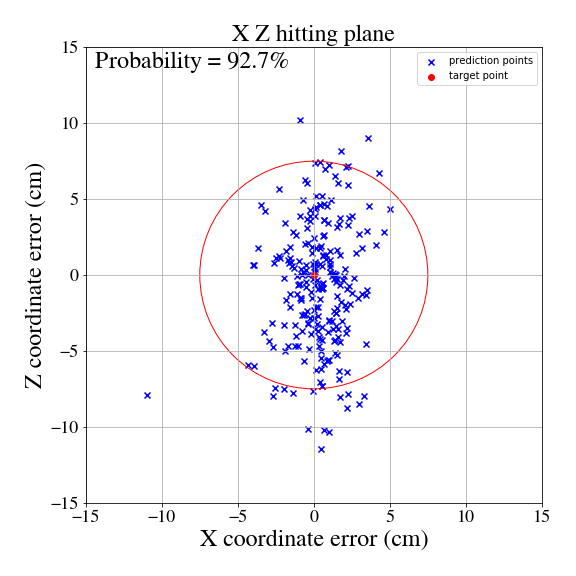 X Z hitting plane
Probability = 92.7%
prediction points
target point
15
10
5
0
−5
−10
−15
Z coordinate error (cm)
−15 −10 −5 0 5 10 15
X coordinate error (cm)